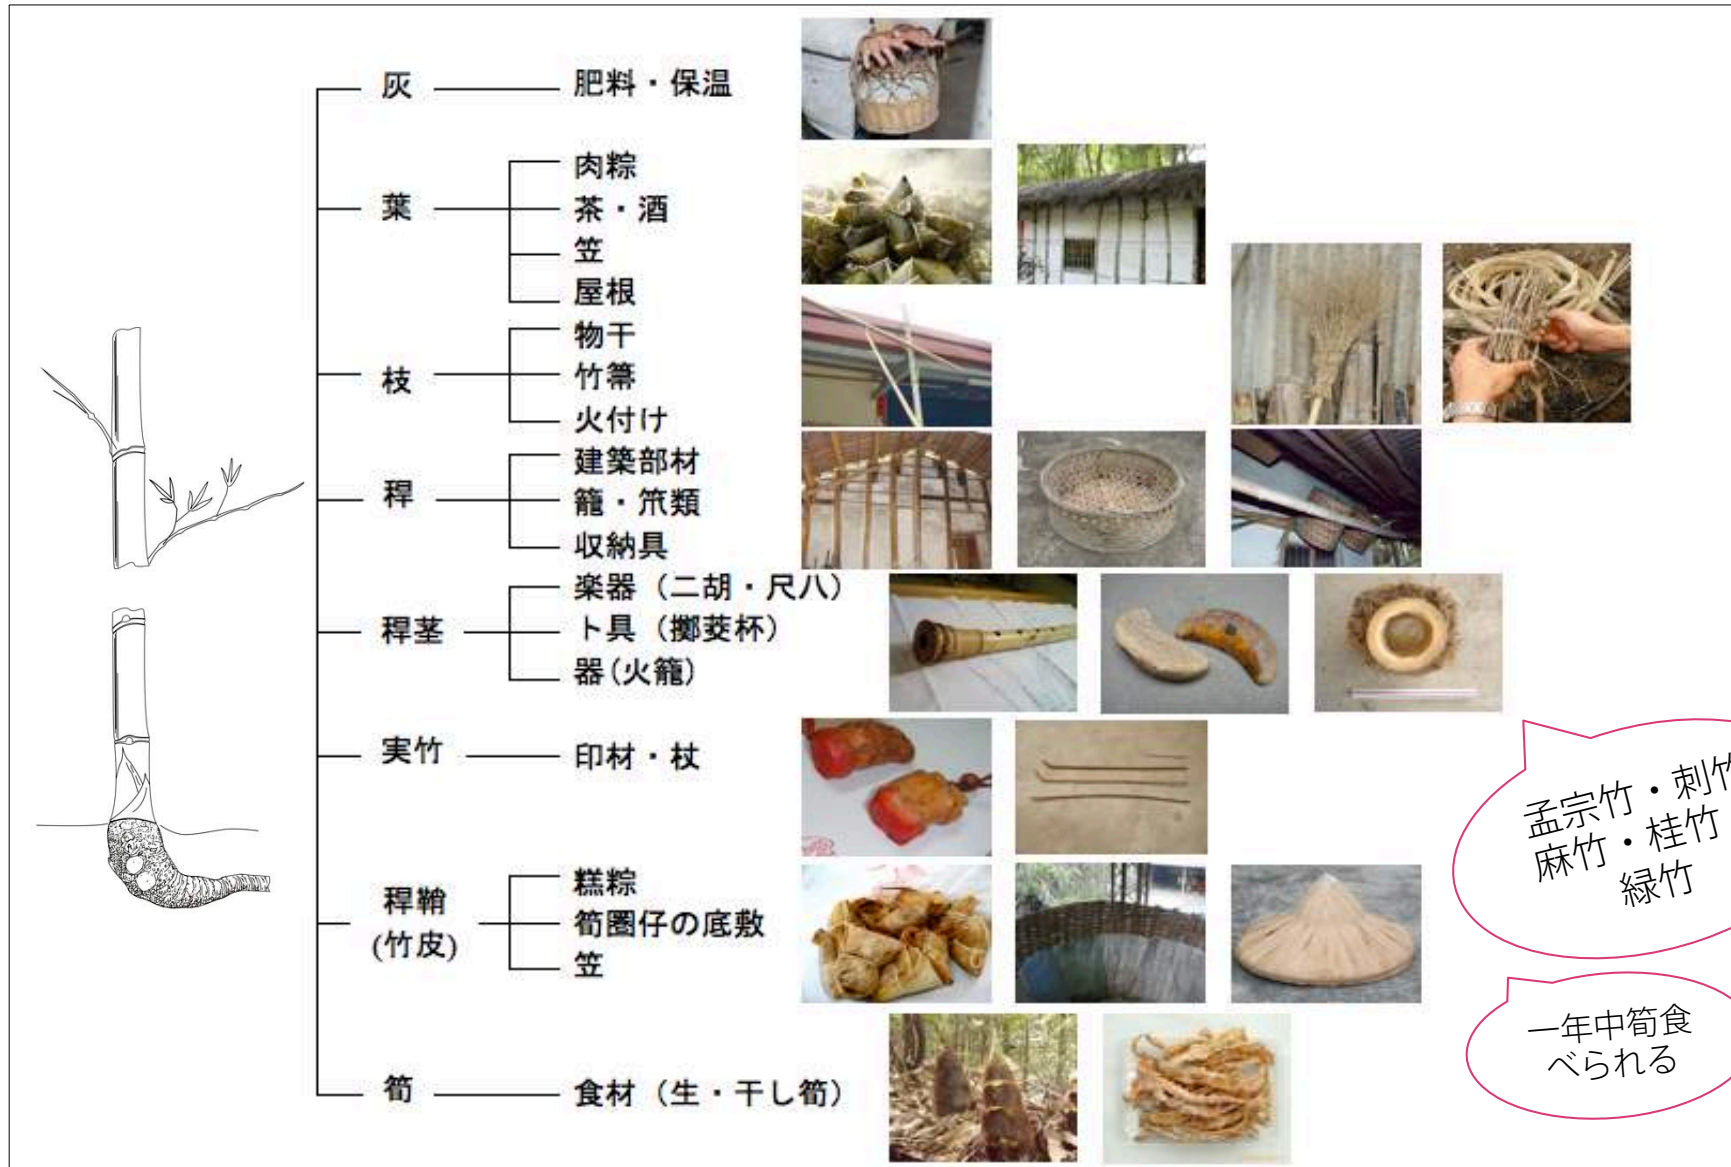 灰
肥料・保温
葉
肉粽
茶・酒
笠
屋根
枝
物干
竹箒
火付け
稈
建築部材
籠・笊類
収納具
稈茎
楽器（二胡・尺八）
ト具（擲菱杯）
器(火籠)
実竹
印材・杖
稈鞘
(竹皮)
糕粽
筍圏仔の底敷
笠
筍
食材（生・干し筍）
孟宗竹・刺竹
麻竹・桂竹
緑竹
一年中筍食
べられる